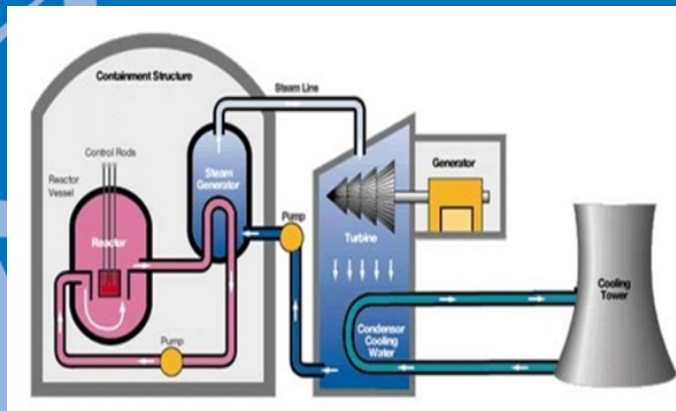 Containment Structure
Steam Line
Control Rods
Reactor
Vessel
Steam
Generator
Reactor
Pump
Pump
Generator
Turbine
Condensor
Cooling
Water
Cooling
Tower